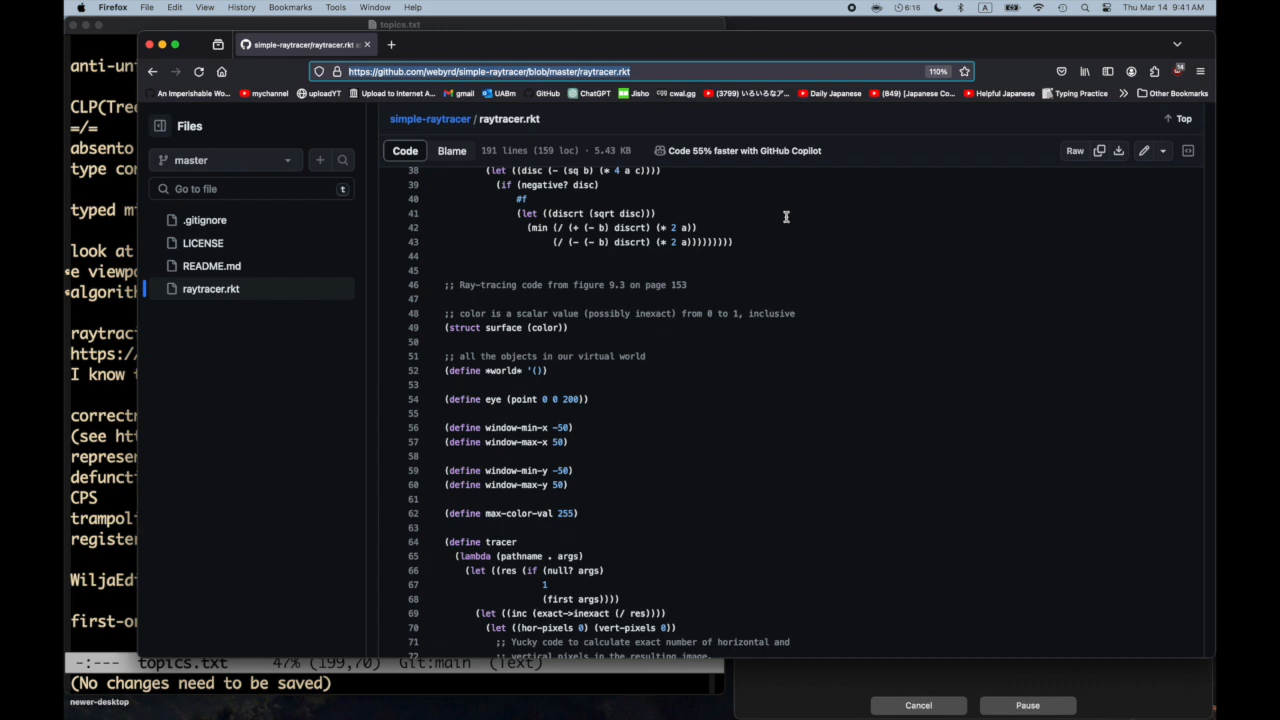 Firefox File Edit View History Bookmarks Tools Window Help 6:16 A Thu Mar 14 9:41 AM
topics.txt
simple-raytracer/raytracer.rkt a
https://github.com/webyrd/simple-raytracer/blob/master/raytracer.rkt 110% 14
An Imperishable Wo... mychannel uploadYT Upload to Internet A... gmail UABm GitHub ChatGPT Jisho cwal.gg (3799) いろいろなア... Daily Japanese (849) [Japanese Co... Helpful Japanese Typing Practice Other Bookmarks
Files
master
Go to file t
.gitignore
LICENSE
README.md
raytracer.rkt
simple-raytracer / raytracer.rkt Top
Code Blame 191 lines (159 loc) · 5.43 KB Code 55% faster with GitHub Copilot Raw
38 (let ((disc (- (sq b) (* 4 a c))))
39 (if (negative? disc)
40 #f
41 (let ((discrt (sqrt disc)))
42 (min (/ (+ (- b) discrt) (* 2 a))
43 (/ (- (- b) discrt) (* 2 a)))))))))
44
45
46 ;; Ray-tracing code from figure 9.3 on page 153
47
48 ;; color is a scalar value (possibly inexact) from 0 to 1, inclusive
49 (struct surface (color))
50
51 ;; all the objects in our virtual world
52 (define *world* '())
53
54 (define eye (point 0 0 200))
55
56 (define window-min-x -50)
57 (define window-max-x 50)
58
59 (define window-min-y -50)
60 (define window-max-y 50)
61
62 (define max-color-val 255)
63
64 (define tracer
65 (lambda (pathname . args)
66 (let ((res (if (null? args)
67 1
68 (first args))))
69 (let ((inc (exact->inexact (/ res))))
70 (let ((hor-pixels 0) (vert-pixels 0))
71 ;; Yucky code to calculate exact number of horizontal and
72 ;; vertical pixels in the resulting image.
anti-un
CLP(Tree
=/=
absento
type con
typed m
look at
e viewpo
algorith
raytrac
https:/
I know
correct
(see ht
represe
defunct
CPS
trampol
register
WiljaEd
first-o
-:--- topics.txt 47% (199,70) Git:main (Text)
(No changes need to be saved)
newer-desktop
Cancel Pause